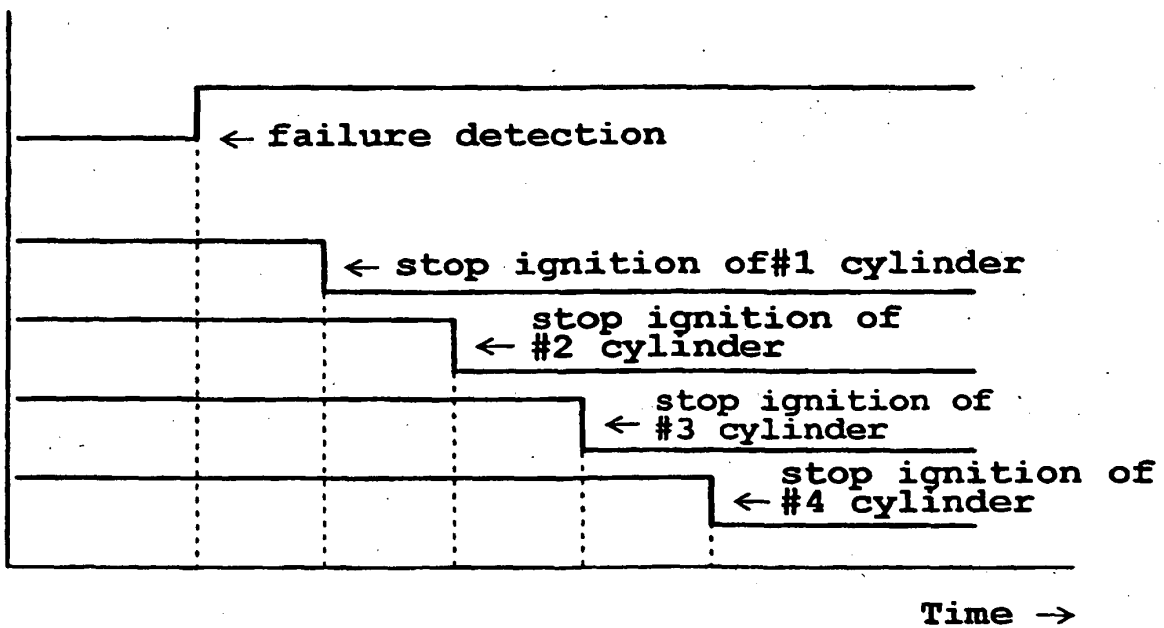 ← failure detection
← stop ignition of#1 cylinder
stop ignition of
← #2 cylinder
stop ignition of
← #3 cylinder
stop ignition of
← #4 cylinder
Time →